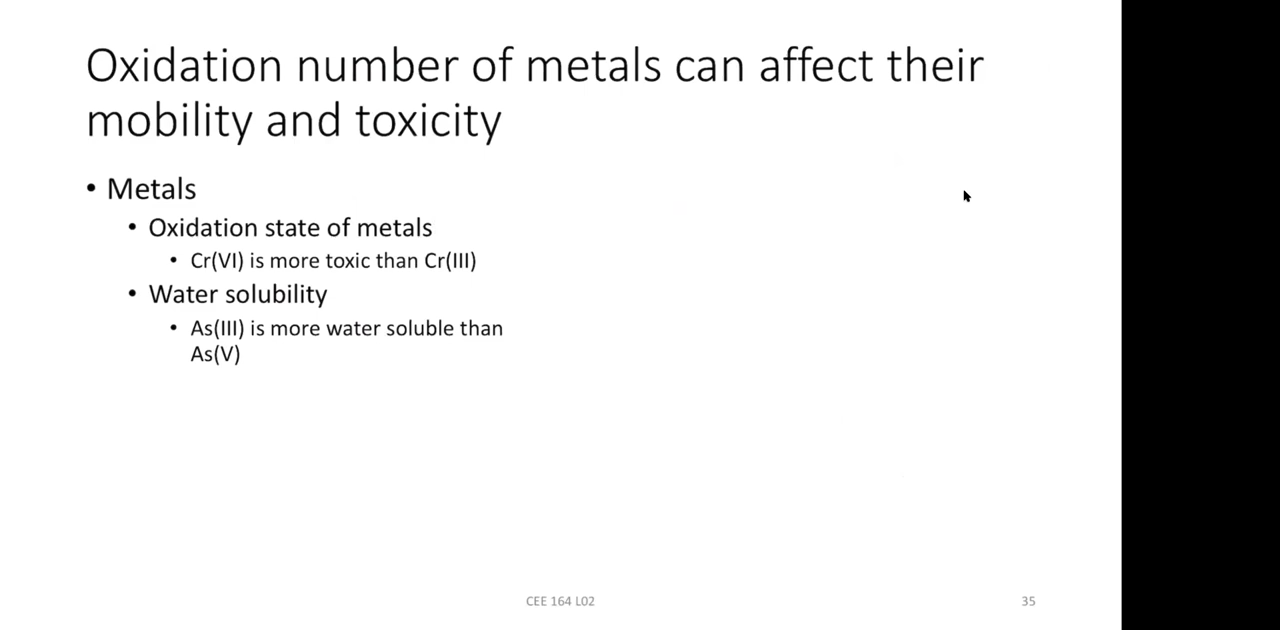 Oxidation number of metals can affect their
mobility and toxicity
• Metals
• Oxidation state of metals
• Cr(VI) is more toxic than Cr(III)
• Water solubility
• As(III) is more water soluble than
As(V)
CEE 164 L02
35